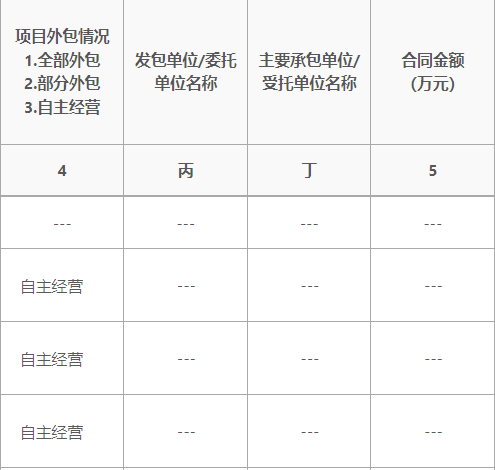 项目外包情况
1.全部外包
2.部分外包
3.自主经营
发包单位/委托
单位名称
主要承包单位/
受托单位名称
合同金额
(万元)
4
丙
丁
5
---
---
---
---
自主经营
---
---
---
自主经营
---
---
---
自主经营
---
---
---